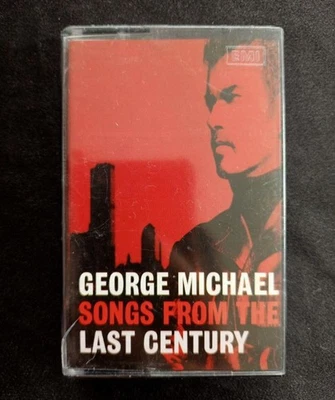 EMI
GEORGE MICHAEL
SONGS FROM THE
LAST CENTURY